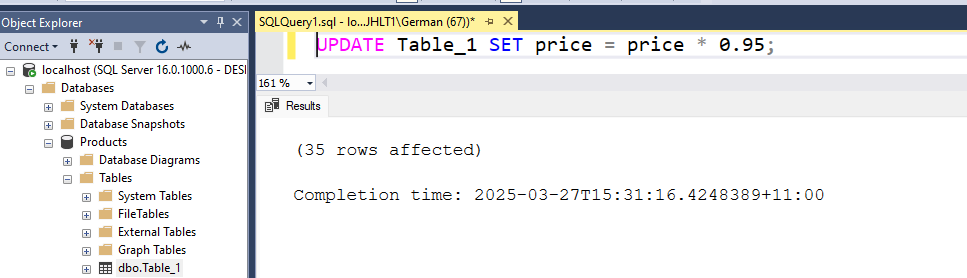 Object Explorer
Connect
localhost (SQL Server 16.0.1000.6 - DESI
Databases
System Databases
Database Snapshots
Products
Database Diagrams
Tables
System Tables
FileTables
External Tables
Graph Tables
dbo.Table_1
SQLQuery1.sql - lo...JHLT1\German (67))*
UPDATE Table_1 SET price = price * 0.95;
161 %
Results
(35 rows affected)
Completion time: 2025-03-27T15:31:16.4248389+11:00